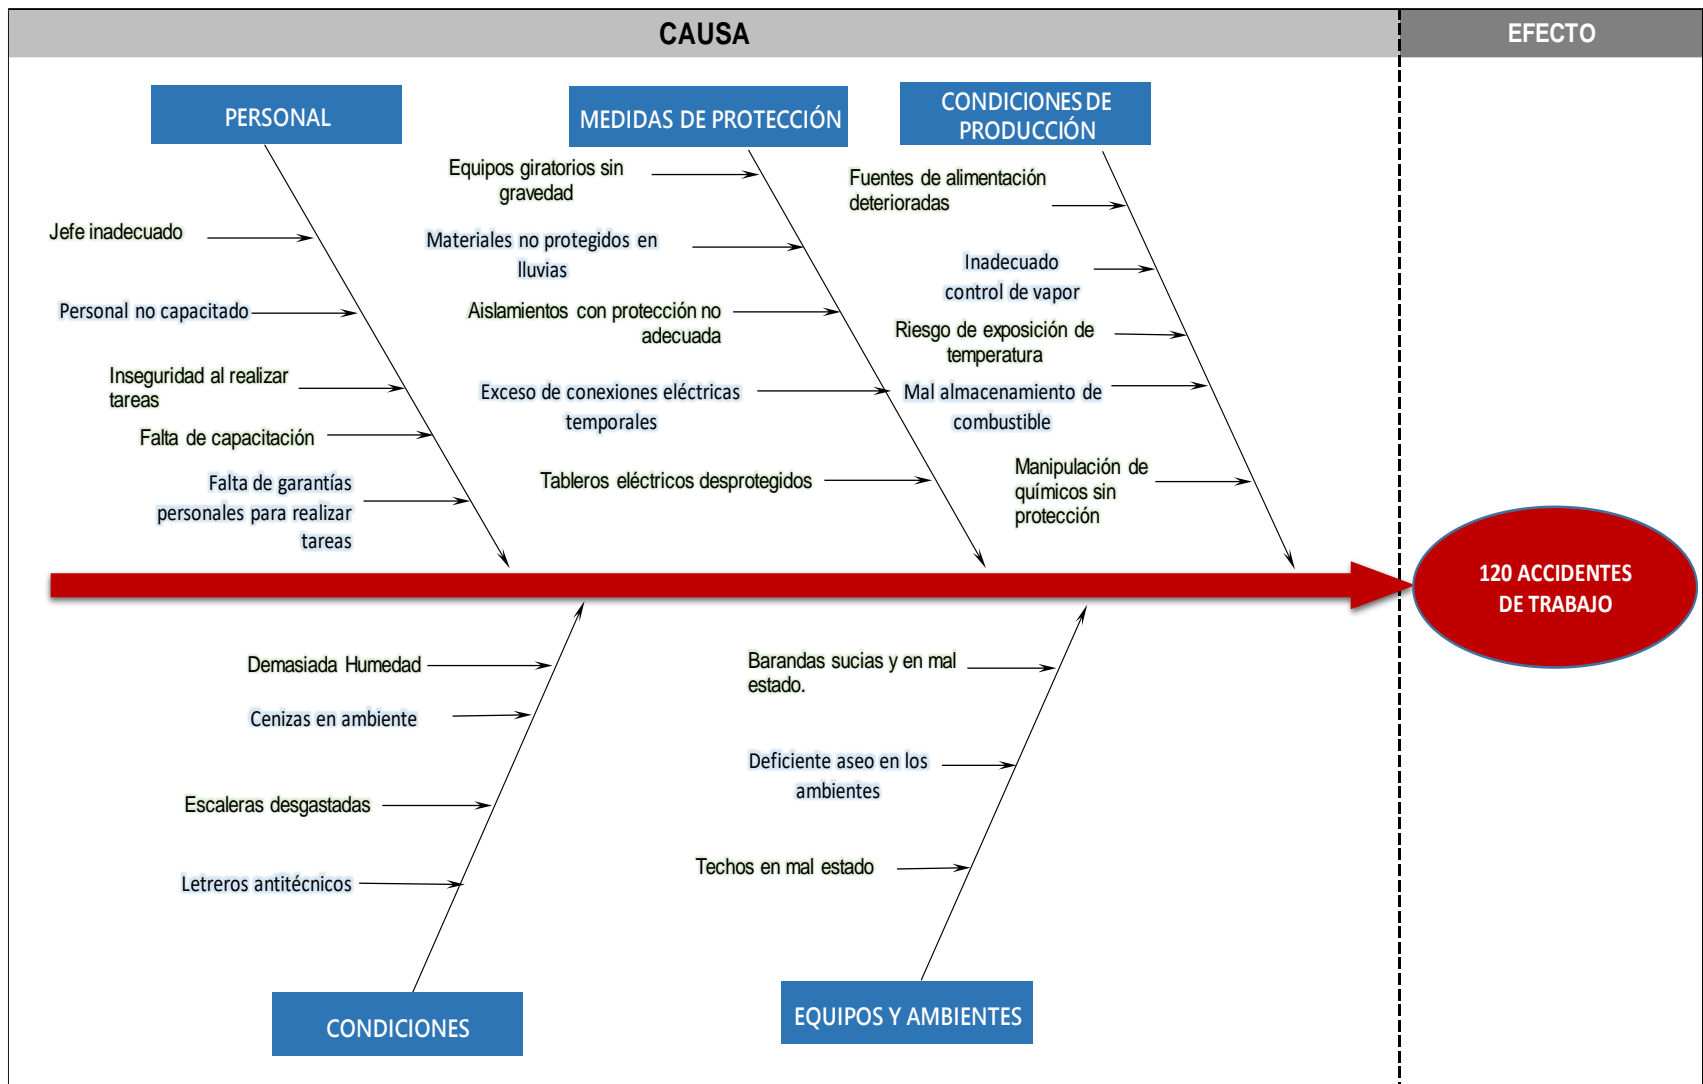 CAUSA
EFECTO
PERSONAL
MEDIDAS DE PROTECCIÓN
CONDICIONES DE
PRODUCCIÓN
Jefe inadecuado
Personal no capacitado
Inseguridad al realizar
tareas
Falta de capacitación
Falta de garantías
personales para realizar
tareas
Equipos giratorios sin
gravedad
Materiales no protegidos en
lluvias
Aislamientos con protección no
adecuada
Exceso de conexiones eléctricas
temporales
Tableros eléctricos desprotegidos
Fuentes de alimentación
deterioradas
Inadecuado
control de vapor
Riesgo de exposición de
temperatura
Mal almacenamiento de
combustible
Manipulación de
químicos sin
protección
120 ACCIDENTES
DE TRABAJO
Demasiada Humedad
Cenizas en ambiente
Escaleras desgastadas
Letreros antitécnicos
Barandas sucias y en mal
estado.
Deficiente aseo en los
ambientes
Techos en mal estado
CONDICIONES
EQUIPOS Y AMBIENTES